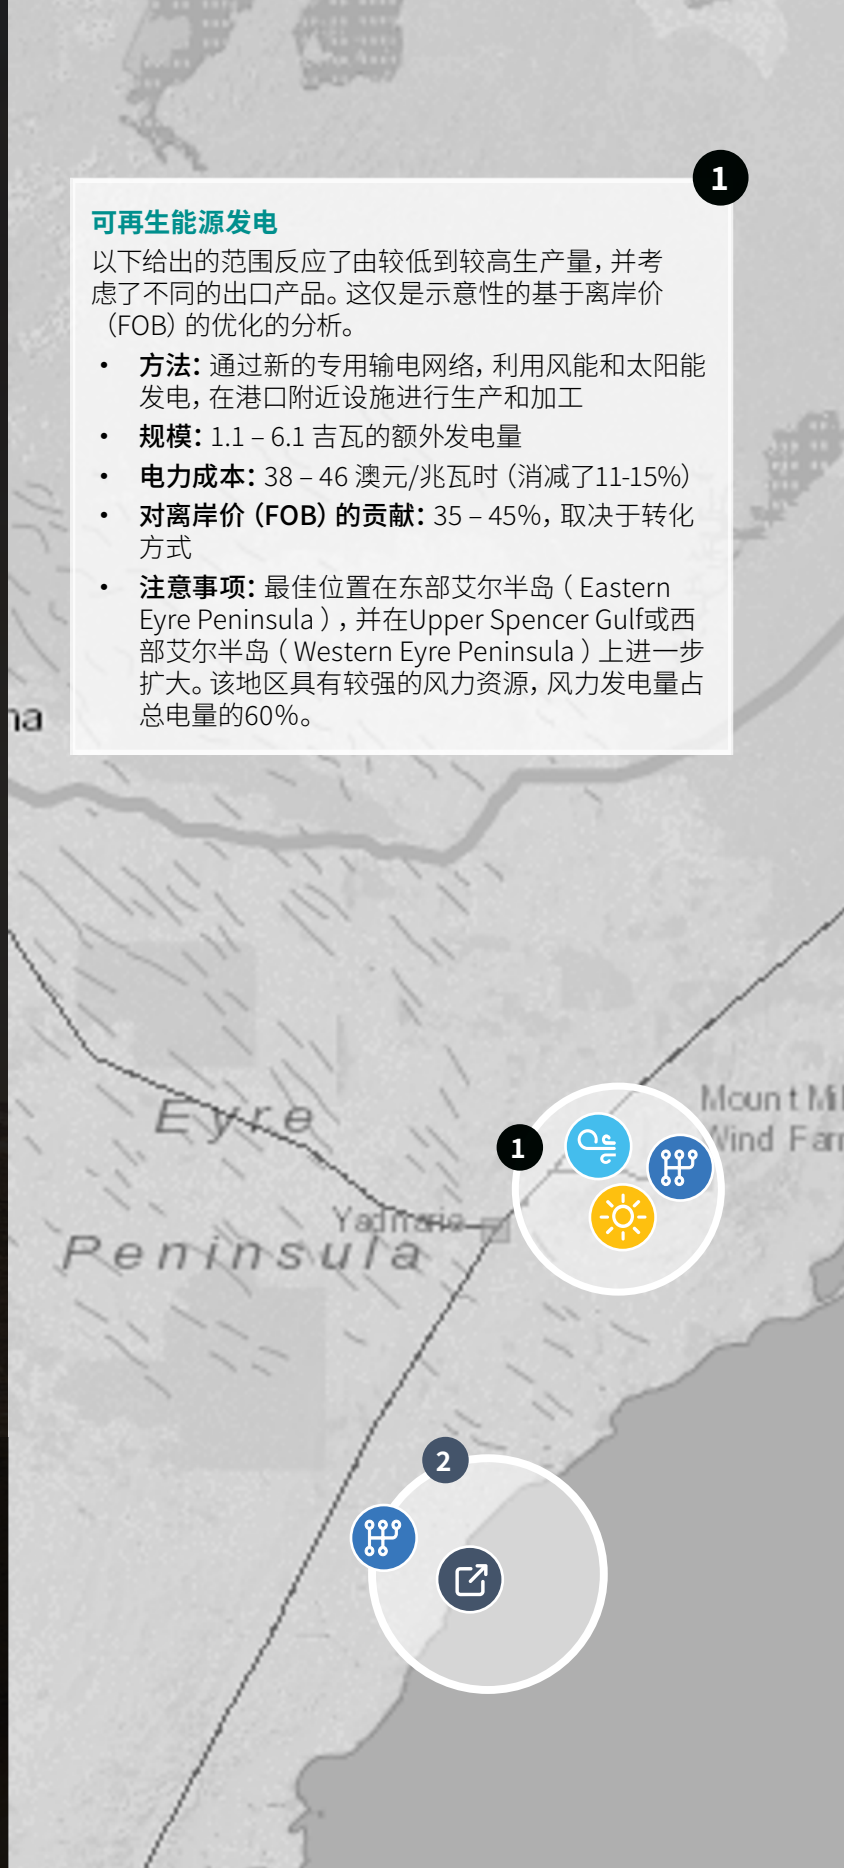 1
可再生能源发电
以下给出的范围反应了由较低到较高生产量，并考
虑了不同的出口产品。这仅是示意性的基于离岸价
（FOB）的优化的分析。
• 方法：通过新的专用输电网络，利用风能和太阳能
发电，在港口附近设施进行生产和加工
• 规模：1.1 – 6.1 吉瓦的额外发电量
• 电力成本：38 – 46 澳元/兆瓦时（消减了11-15%）
• 对离岸价（FOB）的贡献：35 – 45%，取决于转化
方式
• 注意事项：最佳位置在东部艾尔半岛（ Eastern
Eyre Peninsula ），并在Upper Spencer Gulf或西
部艾尔半岛（ Western Eyre Peninsula ）上进一步
扩大。该地区具有较强的风力资源，风力发电量占
总电量的60%。
na
Mount Mil
Wind Farm
Eyre
1
Yadnarie
Peninsula
2